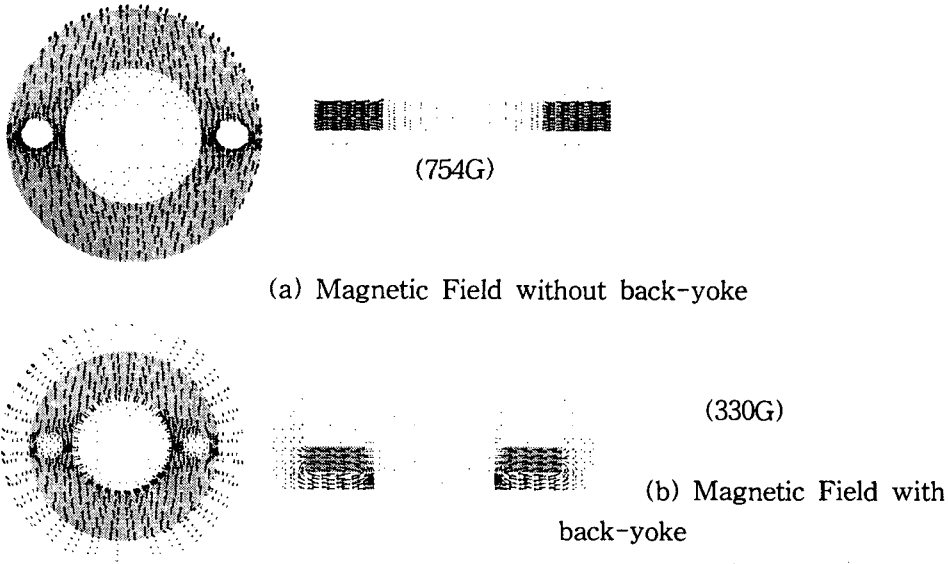 (754G)
(a) Magnetic Field without back-yoke
(330G)
(b) Magnetic Field with
back-yoke